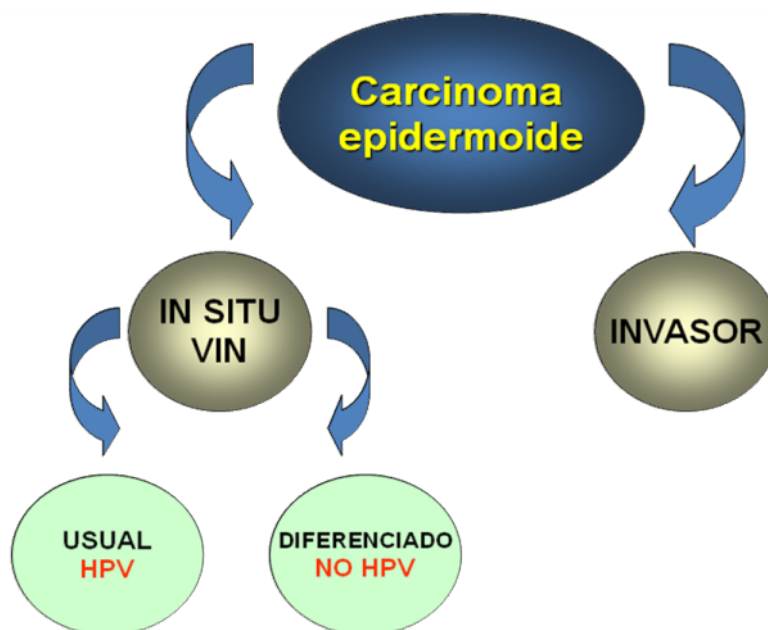 Carcinoma
epidermoide
IN SITU
VIN
INVASOR
USUAL
HPV
DIFERENCIADO
NO HPV